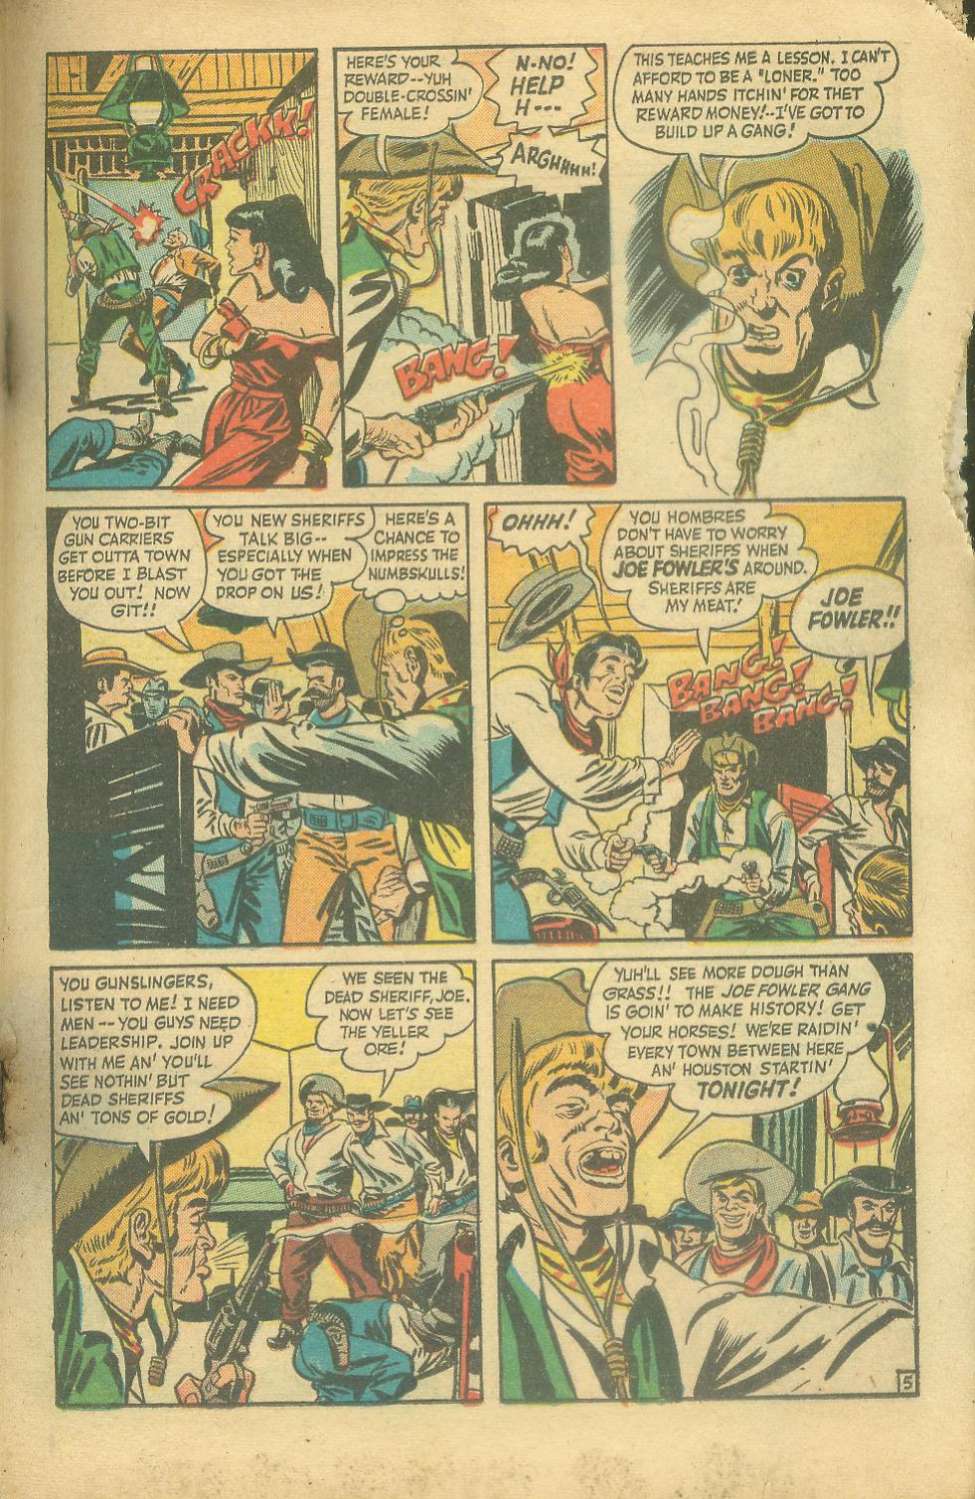 CRACKK!
HERE'S YOUR
REWARD--YUH
DOUBLE-CROSSIN'
FEMALE!
N-NO!
HELP
H---
ARGHHHH!
BANG!
THIS TEACHES ME A LESSON. I CAN'T
AFFORD TO BE A "LONER." TOO
MANY HANDS ITCHIN' FOR THET
REWARD MONEY!--I'VE GOT TO
BUILD UP A GANG!
YOU TWO-BIT
GUN CARRIERS
GET OUTTA TOWN
BEFORE I BLAST
YOU OUT! NOW
GIT!!
YOU NEW SHERIFFS
TALK BIG--
ESPECIALLY WHEN
YOU GOT THE
DROP ON US!
HERE'S A
CHANCE TO
IMPRESS THE
NUMBSKULLS!
OHHH!
YOU HOMBRES
DON'T HAVE TO WORRY
ABOUT SHERIFFS WHEN
JOE FOWLER'S AROUND.
SHERIFFS ARE
MY MEAT!
BANG!
BANG!
BANG!
JOE
FOWLER!!
YOU GUNSLINGERS,
LISTEN TO ME! I NEED
MEN--YOU GUYS NEED
LEADERSHIP. JOIN UP
WITH ME AN' YOU'LL
SEE NOTHIN' BUT
DEAD SHERIFFS
AN' TONS OF GOLD!
WE SEEN THE
DEAD SHERIFF, JOE.
NOW LET'S SEE
THE YELLER
ORE!
YUH'LL SEE MORE DOUGH THAN
GRASS!! THE JOE FOWLER GANG
IS GOIN' TO MAKE HISTORY! GET
YOUR HORSES! WE'RE RAIDIN'
EVERY TOWN BETWEEN HERE
AN' HOUSTON STARTIN'
TONIGHT!
5